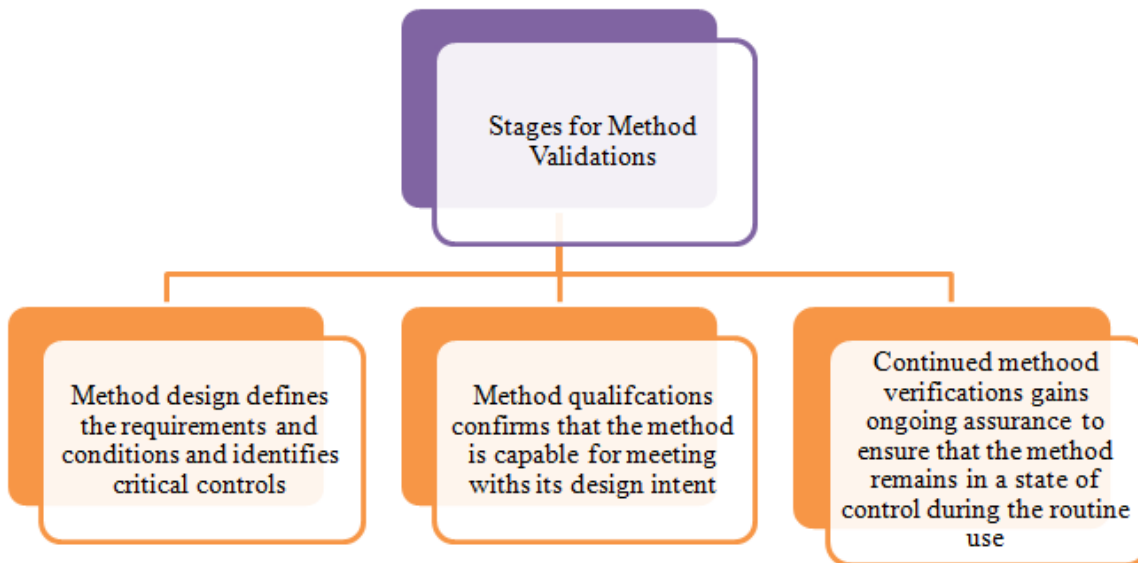 Stages for Method
Validations
Method design defines
the requirements and
conditions and identifies
critical controls
Method qualifcations
confirms that the method
is capable for meeting
withs its design intent
Continued methood
verifications gains
ongoing assurance to
ensure that the method
remains in a state of
control during the routine
use